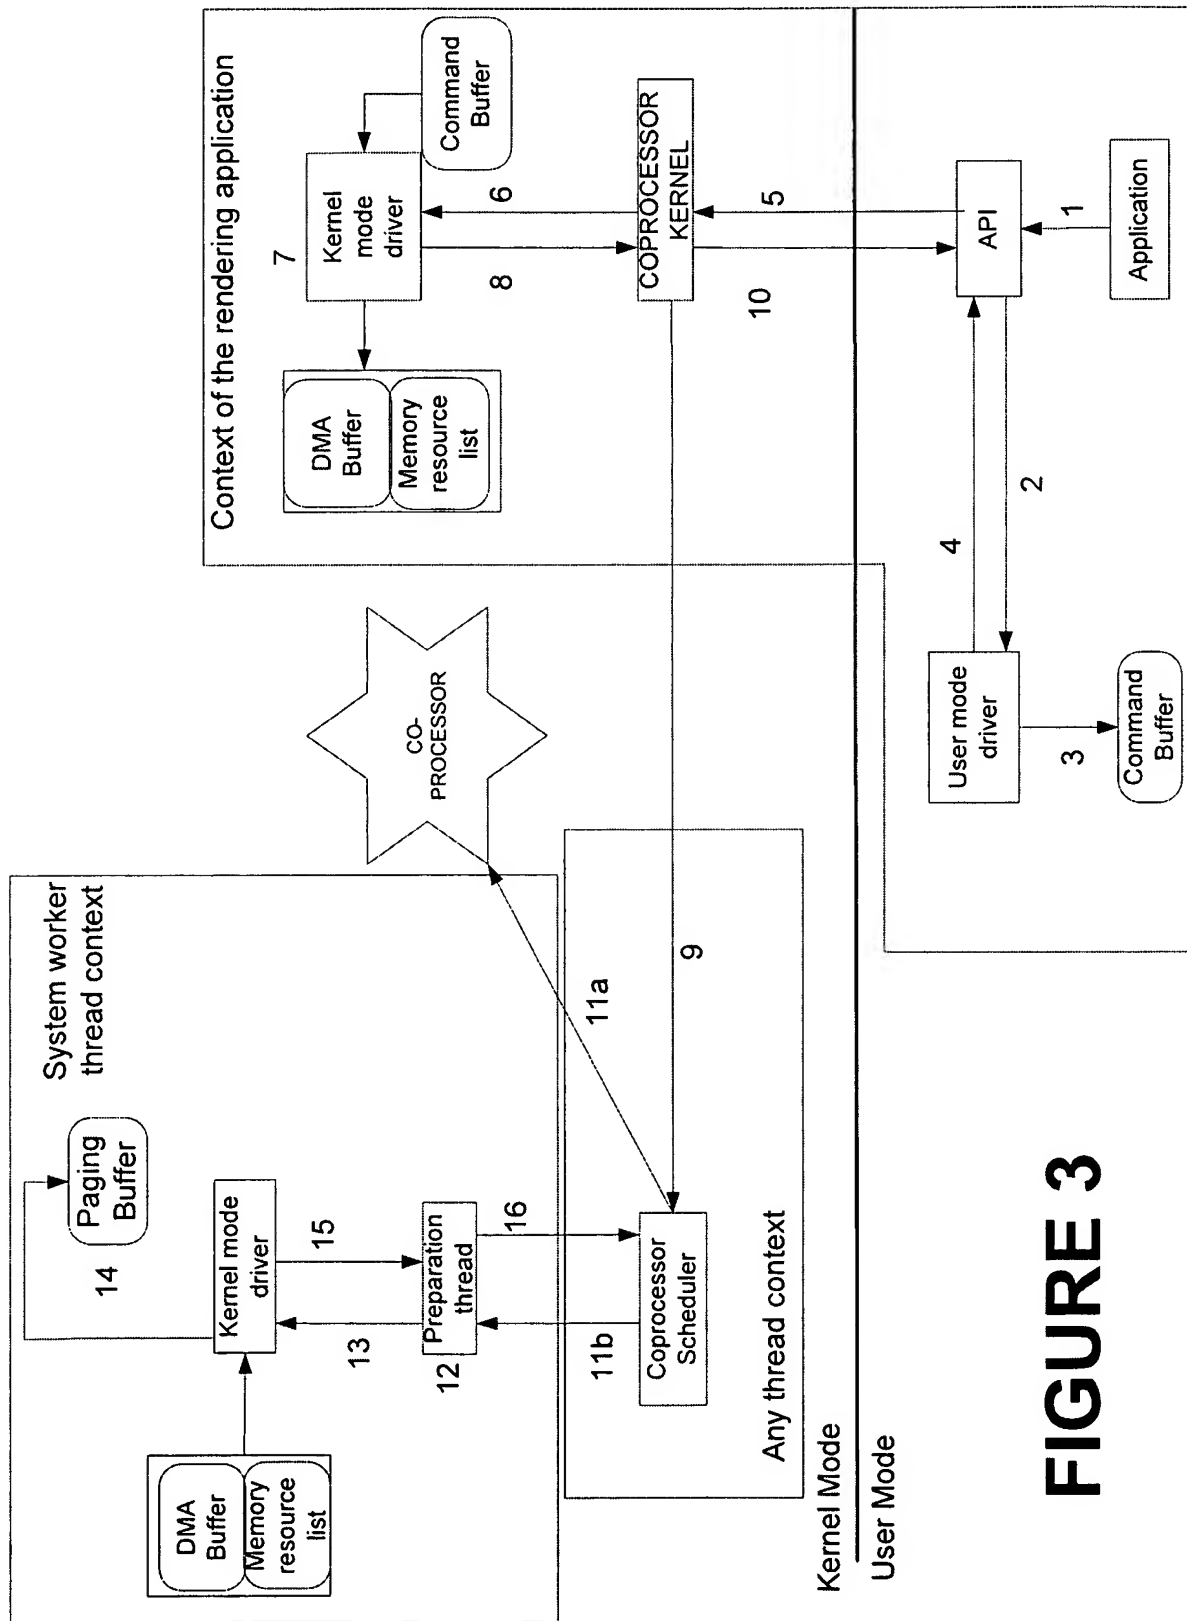 System worker
thread context
DMA
Buffer
Memory
resource
list
14
Paging
Buffer
Kernel mode
driver
13
15
12
Preparation
thread
11b
16
Coprocessor
Scheduler
Any thread context
11a
9
CO-
PROCESSOR
Context of the rendering application
DMA
Buffer
Memory
resource
list
7
Kernel
mode
driver
Command
Buffer
8
6
COPROCESSOR
KERNEL
10
5
Kernel Mode
User Mode
User mode
driver
3
Command
Buffer
4
2
API
1
Application
FIGURE 3